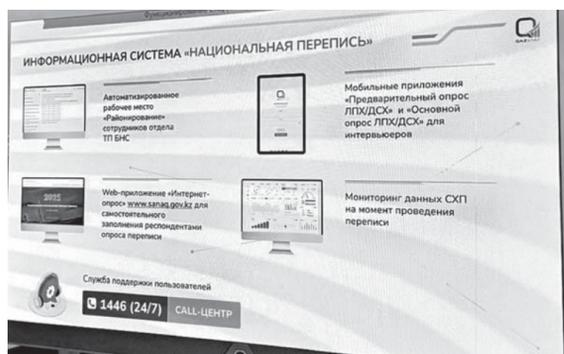 ИНФОРМАЦИОННАЯ СИСТЕМА «НАЦИОНАЛЬНАЯ ПЕРЕПИСЬ»
Автоматизированное
рабочее место
«Районирование»
сотрудников отдела
ТП БНС
Мобильные приложения
«Предварительный опрос
ЛПХ/ДСХ» и «Основной
опрос ЛПХ/ДСХ» для
интервьюеров
2025
Web-приложение «Интернет-
опрос» www.sanaq.gov.kz для
самостоятельного
заполнения респондентами
опроса переписи
Мониторинг данных СХП
на момент проведения
переписи
Служба поддержки пользователей
1446 (24/7) CALL-ЦЕНТР